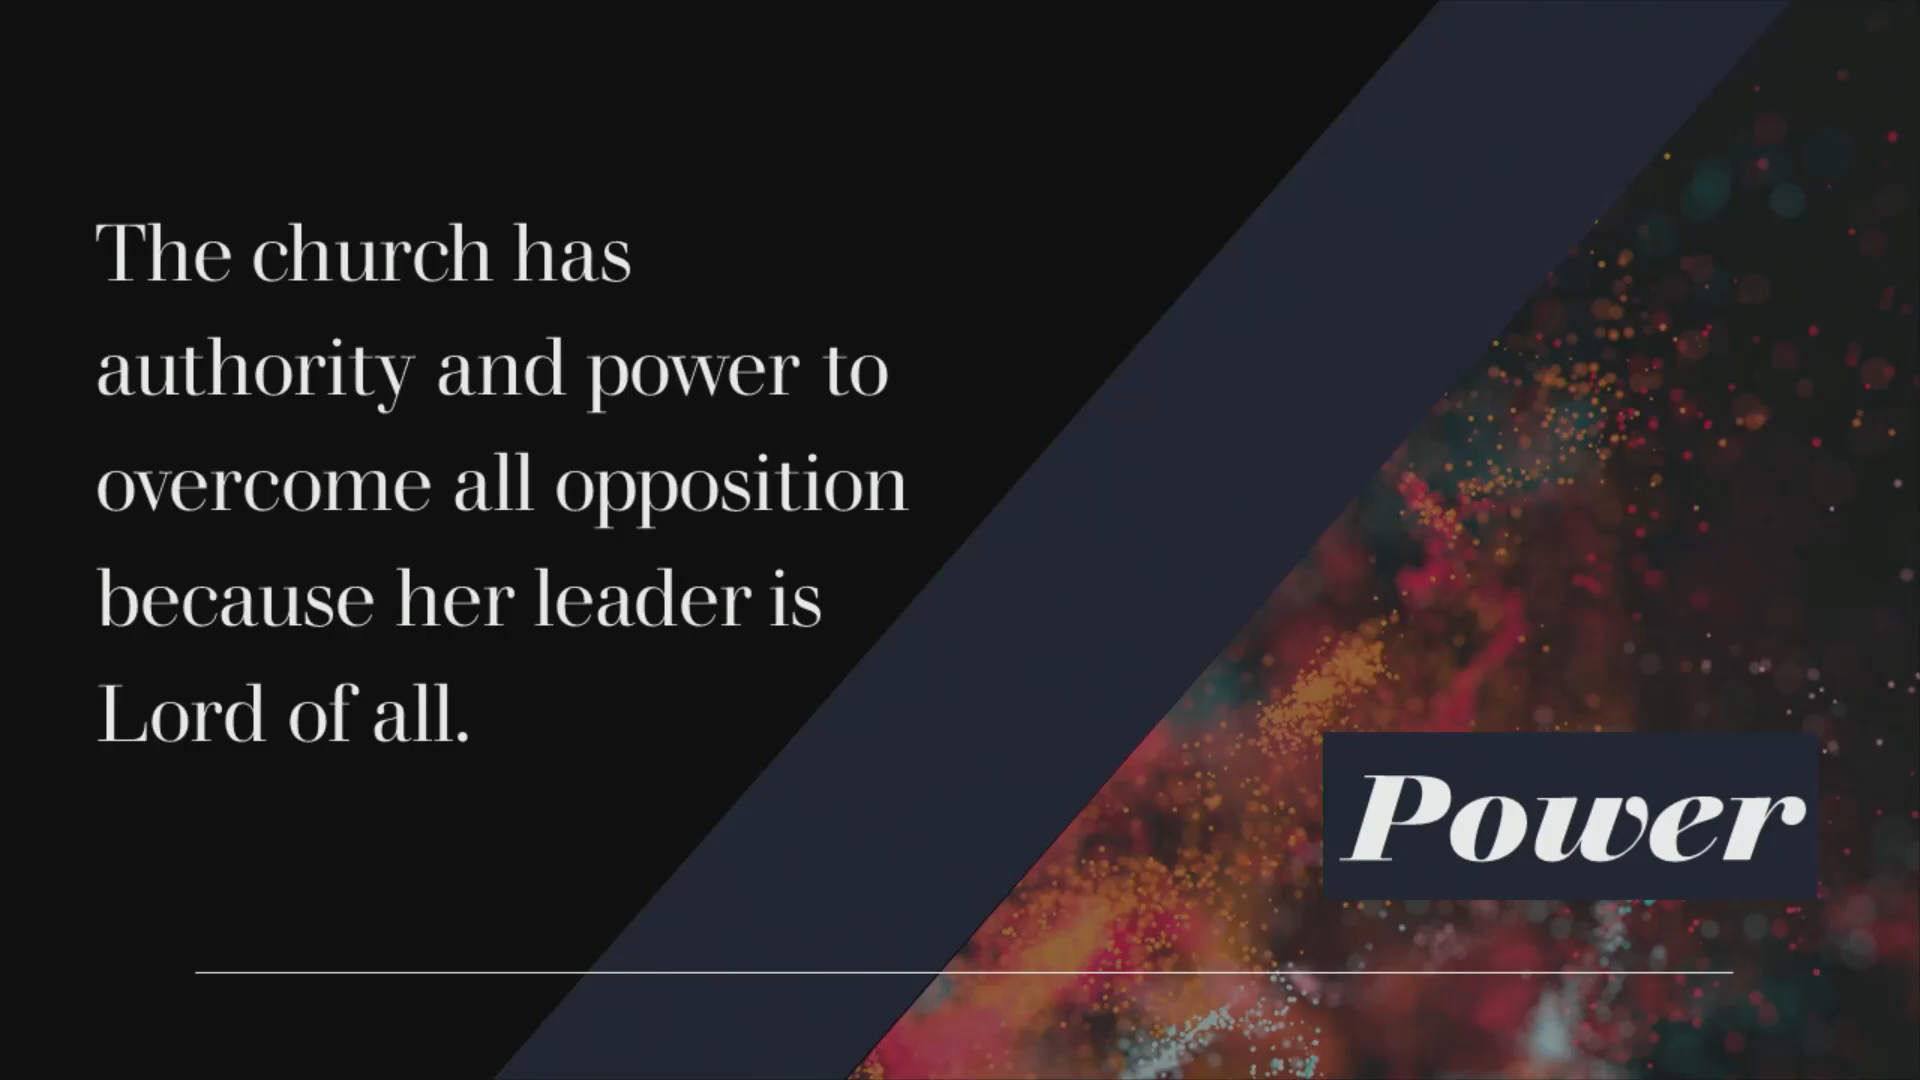 The church has
authority and power to
overcome all opposition
because her leader is
Lord of all.
Power